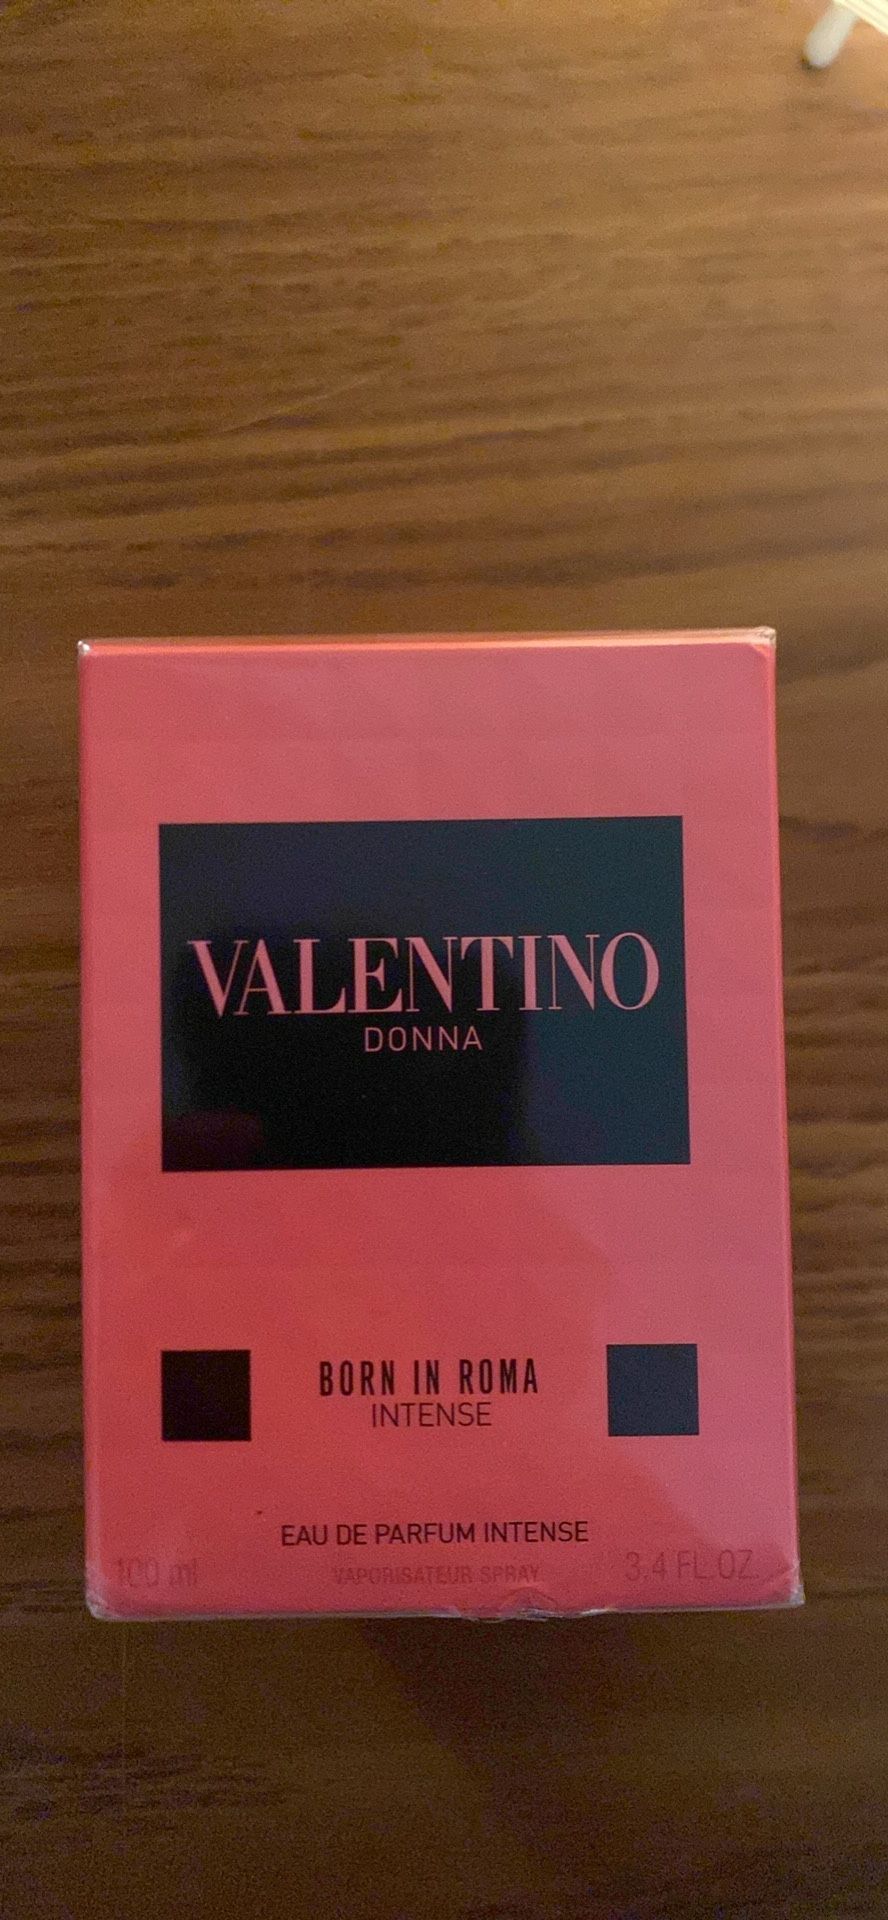 VALENTINO
DONNA
BORN IN ROMA
INTENSE
EAU DE PARFUM INTENSE
100 ml VAPORISATEUR SPRAY 3.4 FL.OZ.